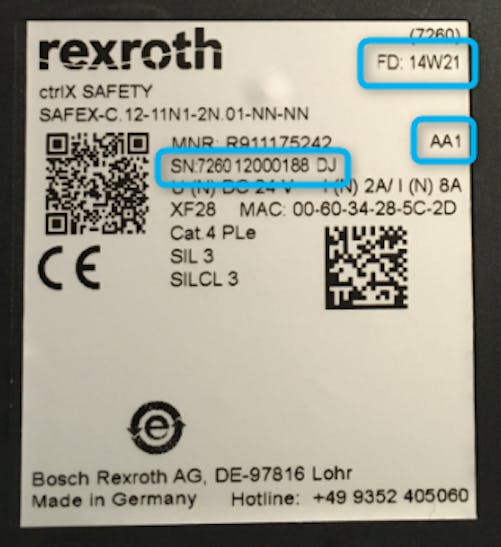 rexroth
(7260)
FD: 14W21
ctrlX SAFETY
SAFEX-C.12-11N1-2N.01-NN-NN
MNR: R911175242
AA1
SN:726012000188 DJ
U (N) DC 24 V I (N) 2A/ I (N) 8A
XF28 MAC: 00-60-34-28-5C-2D
Cat.4 PLe
CE
SIL 3
SILCL 3
e
Bosch Rexroth AG, DE-97816 Lohr
Made in Germany Hotline: +49 9352 405060